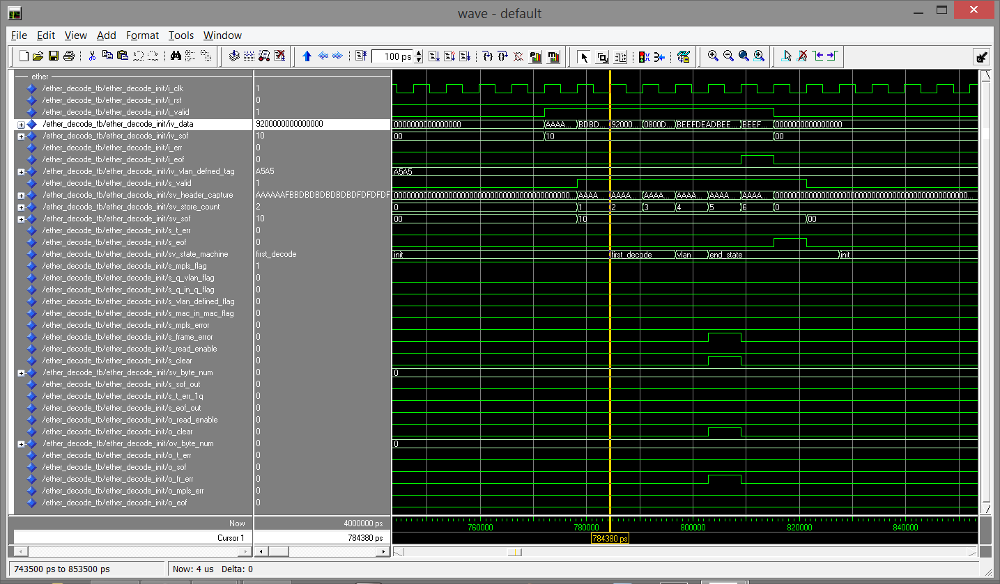 wave - default
File Edit View Add Format Tools Window
100 ps
ether
/ether_decode_tb/ether_decode_init/i_clk 1
/ether_decode_tb/ether_decode_init/i_rst 0
/ether_decode_tb/ether_decode_init/i_valid 1
/ether_decode_tb/ether_decode_init/iv_data 9200000000000000 0000000000000000 AAAA... BDBD... 92000... 0800D... BEEFDEADBEE... BEEF... 0000000000000000
/ether_decode_tb/ether_decode_init/iv_sof 10 00 10 00
/ether_decode_tb/ether_decode_init/i_err 0
/ether_decode_tb/ether_decode_init/i_eof 0
/ether_decode_tb/ether_decode_init/iv_vlan_defned_tag A5A5 A5A5
/ether_decode_tb/ether_decode_init/s_valid 1
/ether_decode_tb/ether_decode_init/sv_header_capture AAAA... AAAA... AAAA... AAAA... AAAA... AAAA...
/ether_decode_tb/ether_decode_init/sv_store_count 2 0 1 2 3 4 5 6 0
/ether_decode_tb/ether_decode_init/sv_sof 10 00 10 00
/ether_decode_tb/ether_decode_init/s_t_err 0
/ether_decode_tb/ether_decode_init/s_eof 0
/ether_decode_tb/ether_decode_init/sv_state_machine first_decode init first_decode vlan end_state init
/ether_decode_tb/ether_decode_init/s_mpls_flag 1
/ether_decode_tb/ether_decode_init/s_q_vlan_flag 0
/ether_decode_tb/ether_decode_init/s_q_in_q_flag 0
/ether_decode_tb/ether_decode_init/s_vlan_defined_flag 0
/ether_decode_tb/ether_decode_init/s_mac_in_mac_flag 0
/ether_decode_tb/ether_decode_init/s_mpls_error 0
/ether_decode_tb/ether_decode_init/s_frame_error 0
/ether_decode_tb/ether_decode_init/s_read_enable 0
/ether_decode_tb/ether_decode_init/s_clear 0
/ether_decode_tb/ether_decode_init/sv_byte_num 0 0
/ether_decode_tb/ether_decode_init/s_sof_out 0
/ether_decode_tb/ether_decode_init/s_t_err_1q 0
/ether_decode_tb/ether_decode_init/s_eof_out 0
/ether_decode_tb/ether_decode_init/o_read_enable 0
/ether_decode_tb/ether_decode_init/o_clear 0
/ether_decode_tb/ether_decode_init/ov_byte_num 0 0
/ether_decode_tb/ether_decode_init/o_t_err 0
/ether_decode_tb/ether_decode_init/o_sof 0
/ether_decode_tb/ether_decode_init/o_fr_err 0
/ether_decode_tb/ether_decode_init/o_mpls_err 0
/ether_decode_tb/ether_decode_init/o_eof 0
Now 4000000 ps 760000 780000 800000 820000 840000
Cursor 1 784380 ps 784380 ps
743500 ps to 853500 ps Now: 4 us Delta: 0